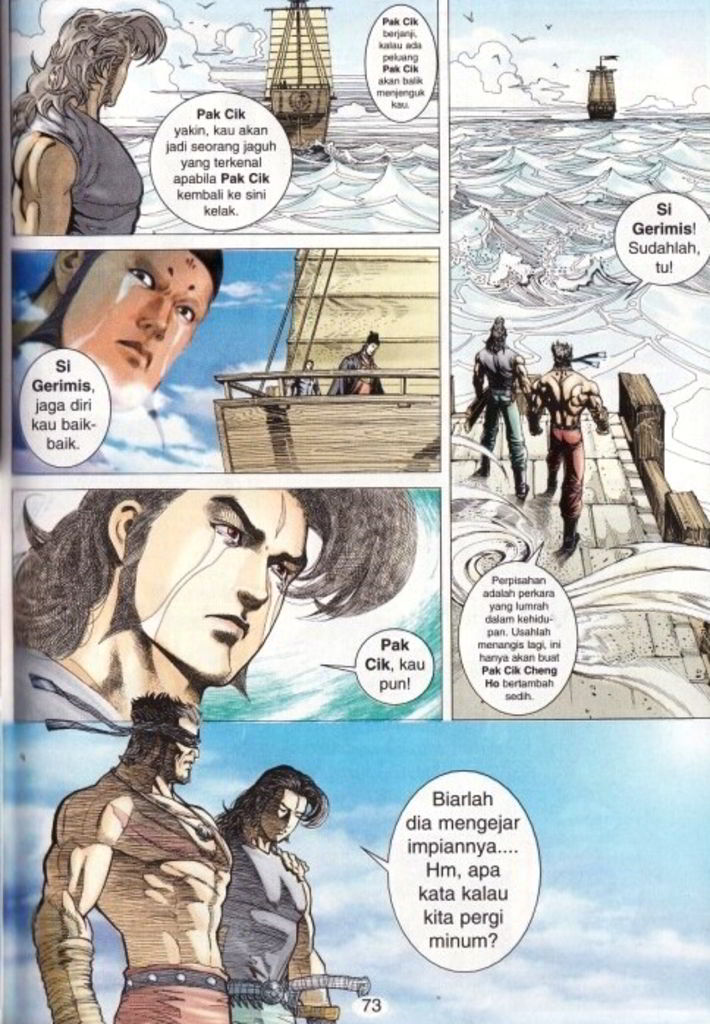 Pak Cik
yakin, kau akan
jadi seorang jaguh
yang terkenal
apabila Pak Cik
kembali ke sini
kelak.
Pak Cik
berjanji,
kalau ada
peluang
Pak Cik
akan balik
menjenguk
kau.
Si
Gerimis,
jaga diri
kau baik-
baik.
Pak
Cik, kau
pun!
Si
Gerimis!
Sudahlah,
tu!
Perpisahan
adalah perkara
yang lumrah
dalam kehidu-
pan. Usahlah
menangis lagi, ini
hanya akan buat
Pak Cik Cheng
Ho bertambah
sedih.
Biarlah
dia mengejar
impiannya....
Hm, apa
kata kalau
kita pergi
minum?
73